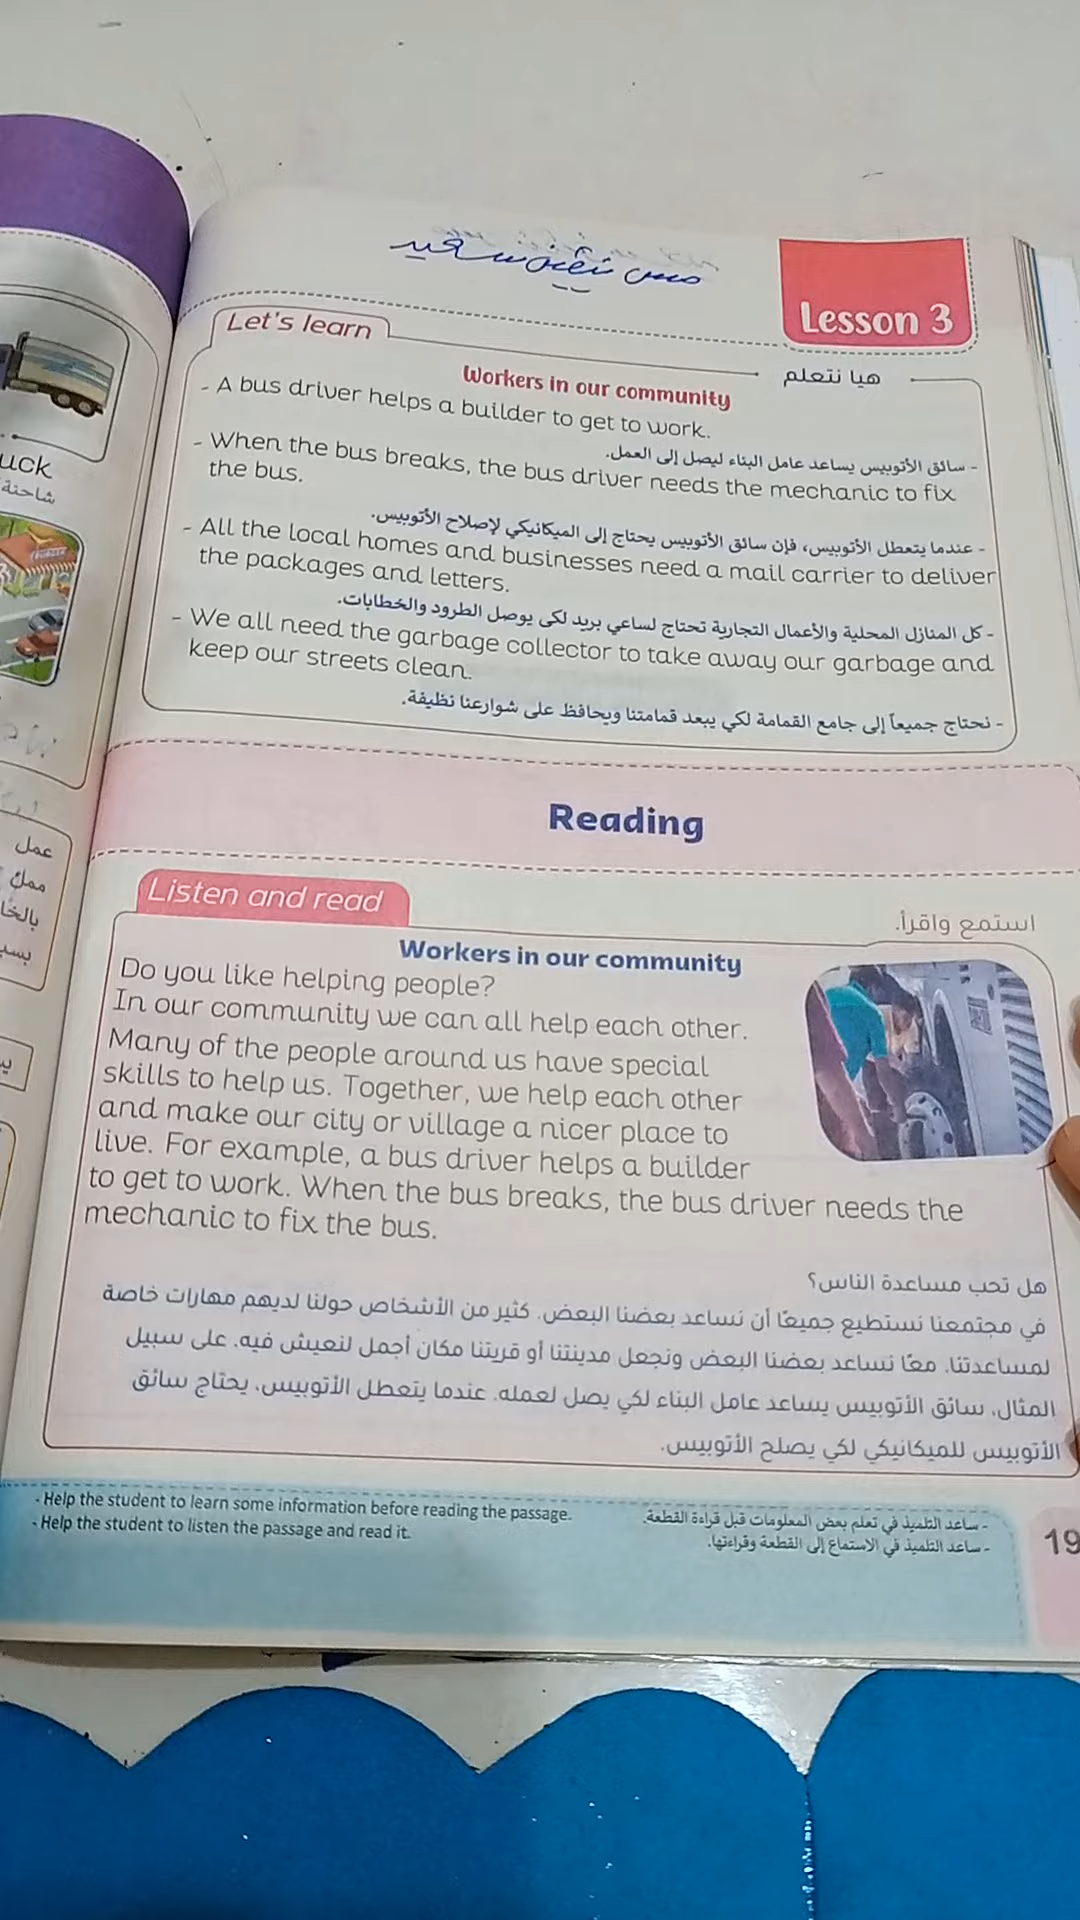 مس نيفين سعيد
Lesson 3
Let's learn
هيا نتعلم
Workers in our community
- A bus driver helps a builder to get to work.
- سائق الأتوبيس يساعد عامل البناء ليصل إلى العمل.
- When the bus breaks, the bus driver needs the mechanic to fix
the bus.
- عندما يتعطل الأتوبيس، فإن سائق الأتوبيس يحتاج إلى الميكانيكي لإصلاح الأتوبيس.
- All the local homes and businesses need a mail carrier to deliver
the packages and letters.
- كل المنازل المحلية والأعمال التجارية تحتاج لساعي بريد لكى يوصل الطرود والخطابات.
- We all need the garbage collector to take away our garbage and
keep our streets clean.
- نحتاج جميعاً إلى جامع القمامة لكي يبعد قمامتنا ويحافظ على شوارعنا نظيفة.
Reading
Listen and read
استمع واقرأ.
Workers in our community
Do you like helping people?
In our community we can all help each other.
Many of the people around us have special
skills to help us. Together, we help each other
and make our city or village a nicer place to
live. For example, a bus driver helps a builder
to get to work. When the bus breaks, the bus driver needs the
mechanic to fix the bus.
هل تحب مساعدة الناس؟
في مجتمعنا نستطيع جميعًا أن نساعد بعضنا البعض. كثير من الأشخاص حولنا لديهم مهارات خاصة
لمساعدتنا. معًا نساعد بعضنا البعض ونجعل مدينتنا أو قريتنا مكان أجمل لنعيش فيه. على سبيل
المثال، سائق الأتوبيس يساعد عامل البناء لكي يصل لعمله. عندما يتعطل الأتوبيس، يحتاج سائق
الأتوبيس للميكانيكي لكي يصلح الأتوبيس.
- Help the student to learn some information before reading the passage.
- Help the student to listen the passage and read it.
- ساعد التلميذ في تعلم بعض المعلومات قبل قراءة القطعة.
- ساعد التلميذ في الاستماع إلى القطعة وقراءتها.
19
uck
شاحنة
عمل